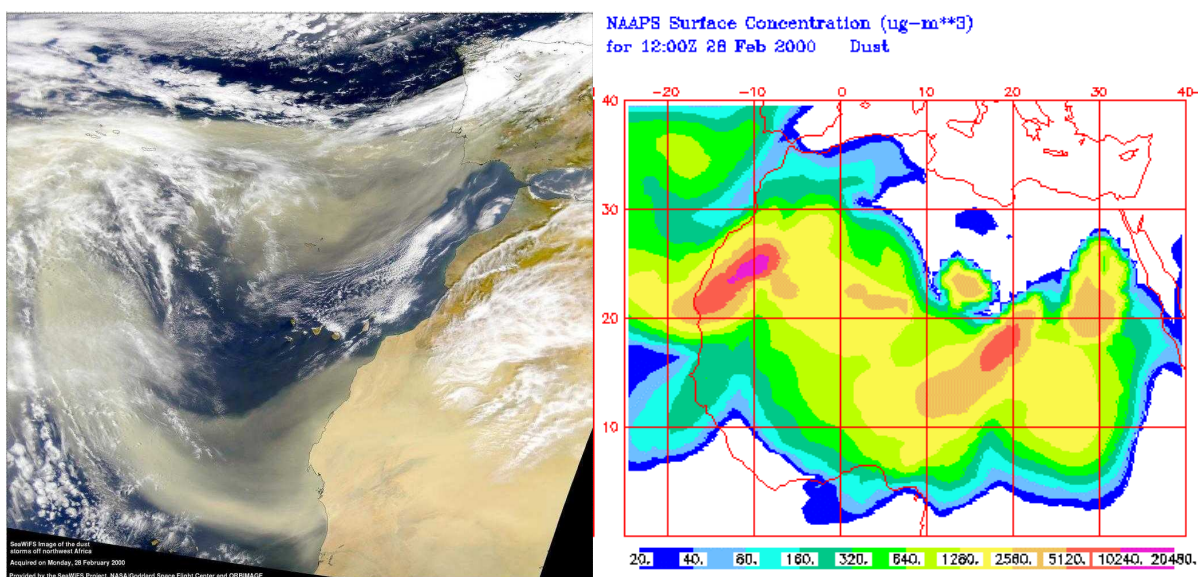 NAAPS Surface Concentration (ug-m**3)
for 12:00Z 28 Feb 2000 Dust
-20 -10 0 10 20 30 40
40
30
20
10
20. 40. 80. 160. 320. 640. 1280. 2560. 5120. 10240. 20480.
SeaWiFS Image of the dust
storms off northwest Africa
Acquired on Monday, 28 February 2000
Provided by the SeaWiFS Project, NASA/Goddard Space Flight Center and ORBIMAGE